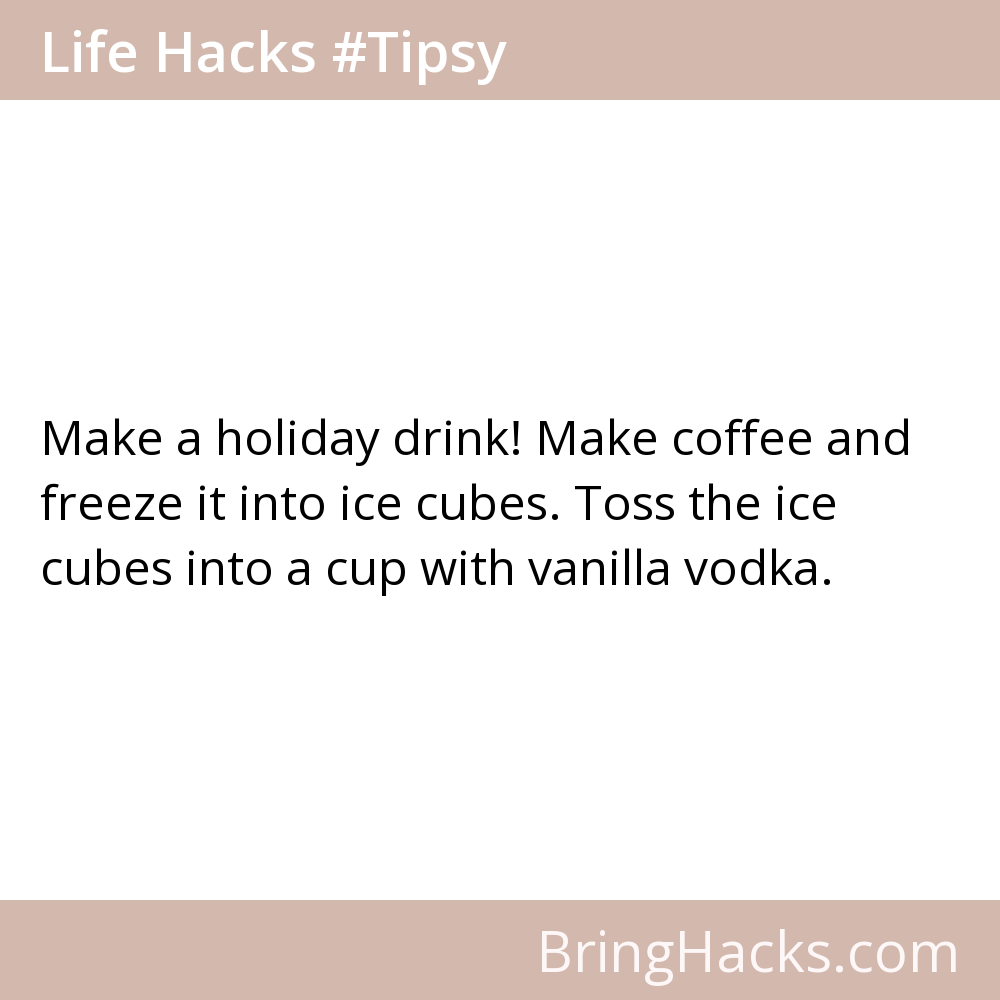 Life Hacks #Tipsy
Make a holiday drink! Make coffee and
freeze it into ice cubes. Toss the ice
cubes into a cup with vanilla vodka.
BringHacks.com